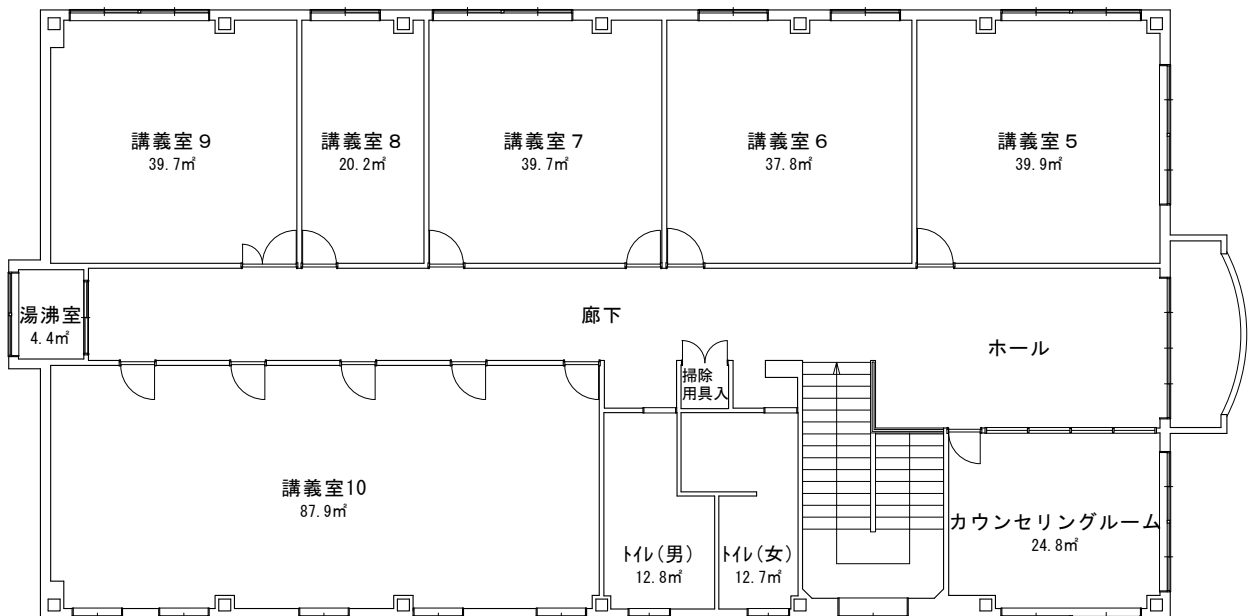 講義室９
39.7㎡
講義室８
20.2㎡
講義室７
39.7㎡
講義室６
37.8㎡
講義室５
39.9㎡
湯沸室
4.4㎡
廊下
ホール
掃除
用具入
講義室10
87.9㎡
ﾄｲﾚ(男)
12.8㎡
ﾄｲﾚ(女)
12.7㎡
カウンセリングルーム
24.8㎡